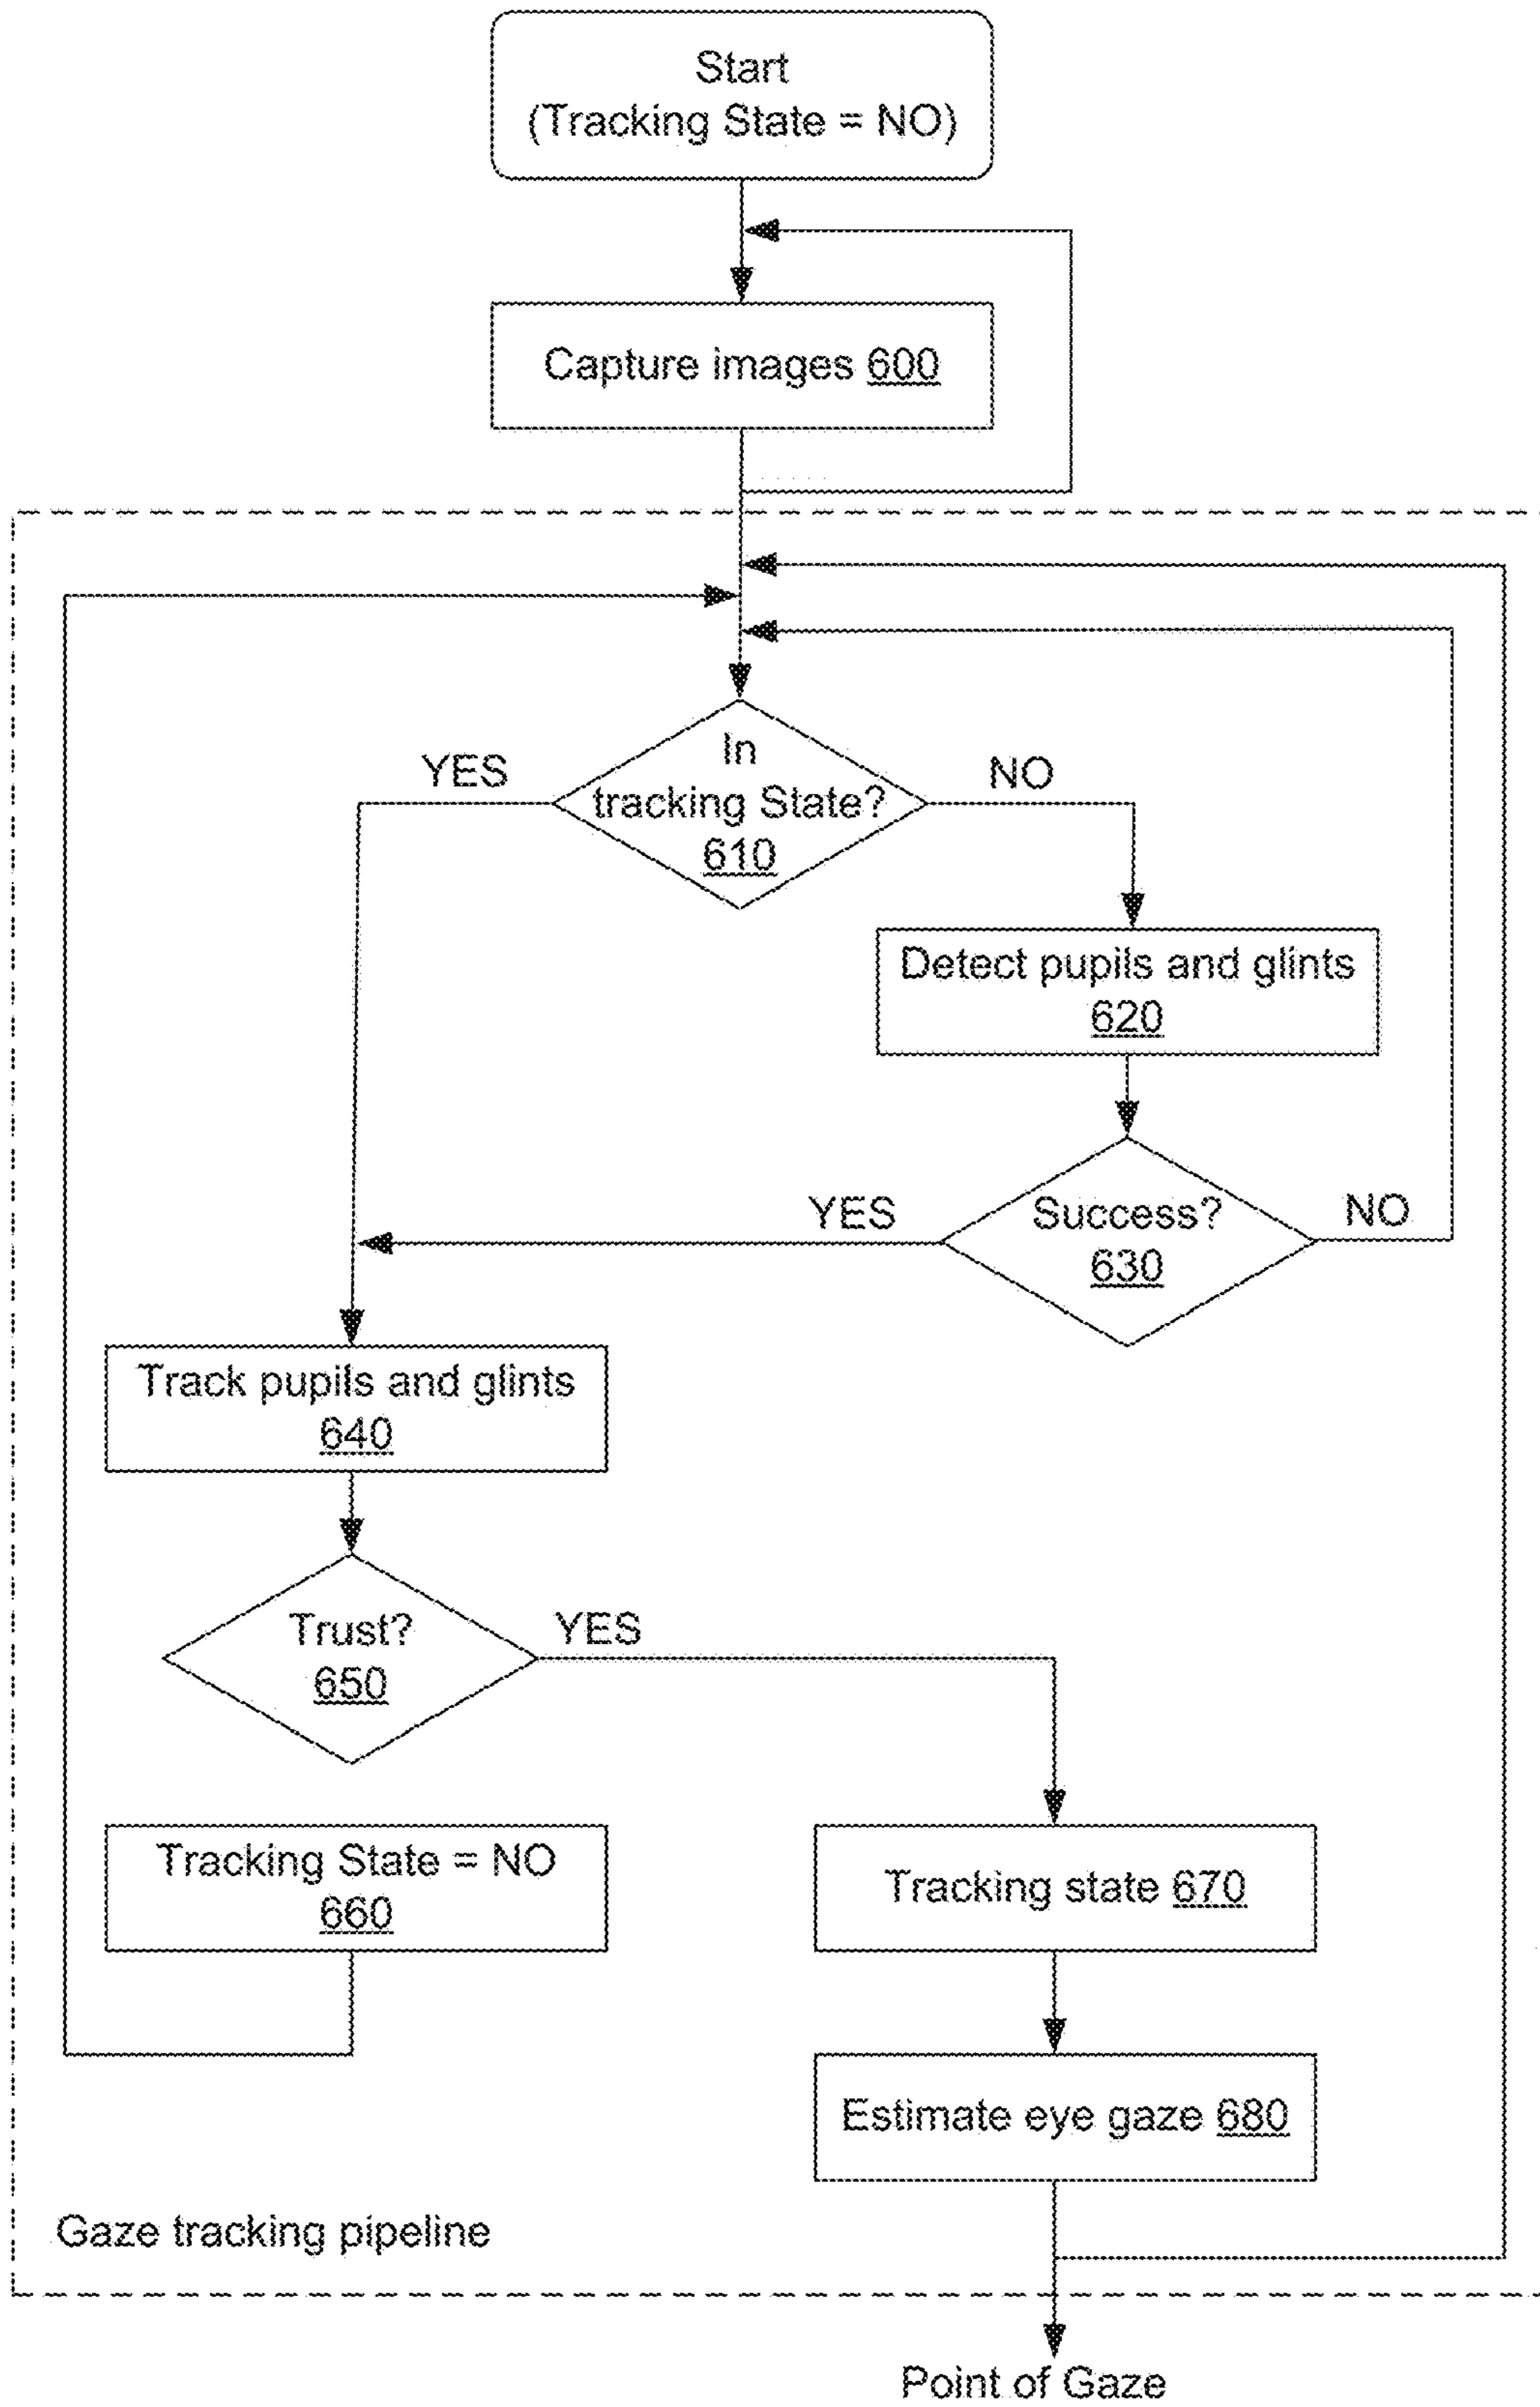 Start
(Tracking State = NO)
Capture images 600
In
tracking State?
610
YES
NO
Detect pupils and glints
620
Success?
630
YES
NO
Track pupils and glints
640
Trust?
650
YES
Tracking State = NO
660
Tracking state 670
Estimate eye gaze 680
Gaze tracking pipeline
Point of Gaze